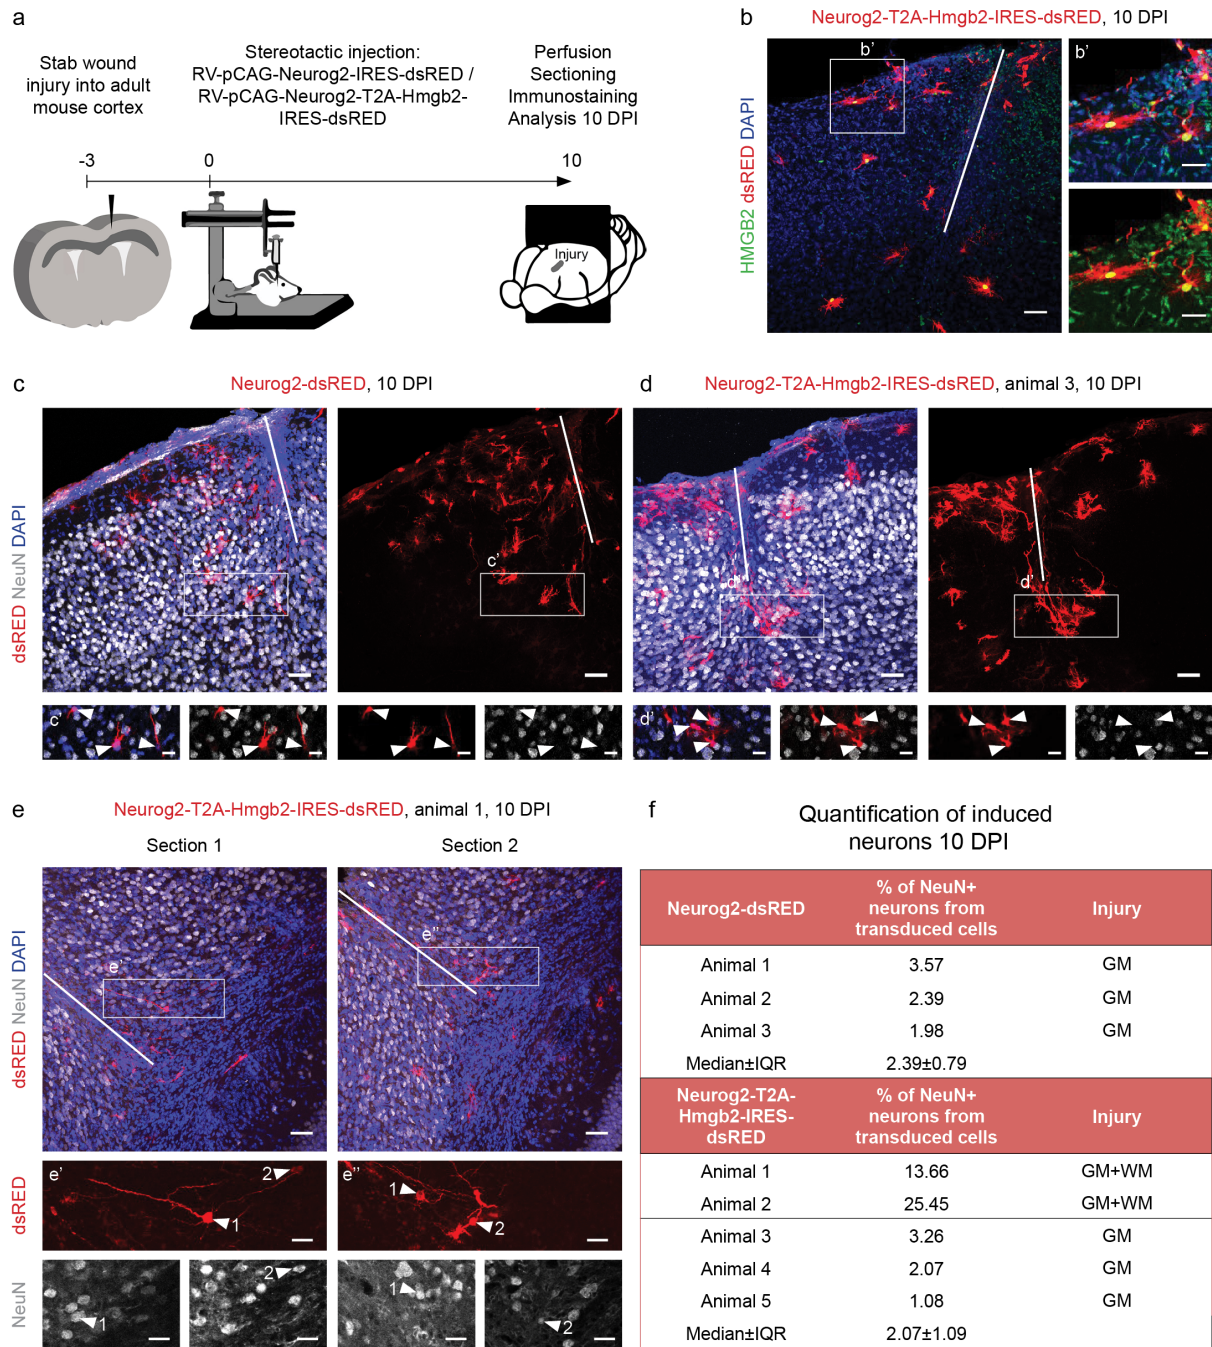 a
Stab wound
injury into adult
mouse cortex
Stereotactic injection:
RV-pCAG-Neurog2-IRES-dsRED /
RV-pCAG-Neurog2-T2A-Hmgb2-
IRES-dsRED
Perfusion
Sectioning
Immunostaining
Analysis 10 DPI
-3
0
10
Injury
b
Neurog2-T2A-Hmgb2-IRES-dsRED, 10 DPI
HMGB2 dsRED DAPI
b'
b'
c
Neurog2-dsRED, 10 DPI
dsRED NeuN DAPI
c'
c'
c'
d
Neurog2-T2A-Hmgb2-IRES-dsRED, animal 3, 10 DPI
d'
d'
d'
e
Neurog2-T2A-Hmgb2-IRES-dsRED, animal 1, 10 DPI
Section 1
Section 2
dsRED NeuN DAPI
e'
e''
dsRED
e'
2
1
e''
1
2
NeuN
1
2
1
2
f
Quantification of induced
neurons 10 DPI
Neurog2-dsRED
% of NeuN+
neurons from
transduced cells
Injury
Animal 1 3.57 GM
Animal 2 2.39 GM
Animal 3 1.98 GM
Median±IQR 2.39±0.79
Neurog2-T2A-
Hmgb2-IRES-
dsRED
% of NeuN+
neurons from
transduced cells
Injury
Animal 1 13.66 GM+WM
Animal 2 25.45 GM+WM
Animal 3 3.26 GM
Animal 4 2.07 GM
Animal 5 1.08 GM
Median±IQR 2.07±1.09